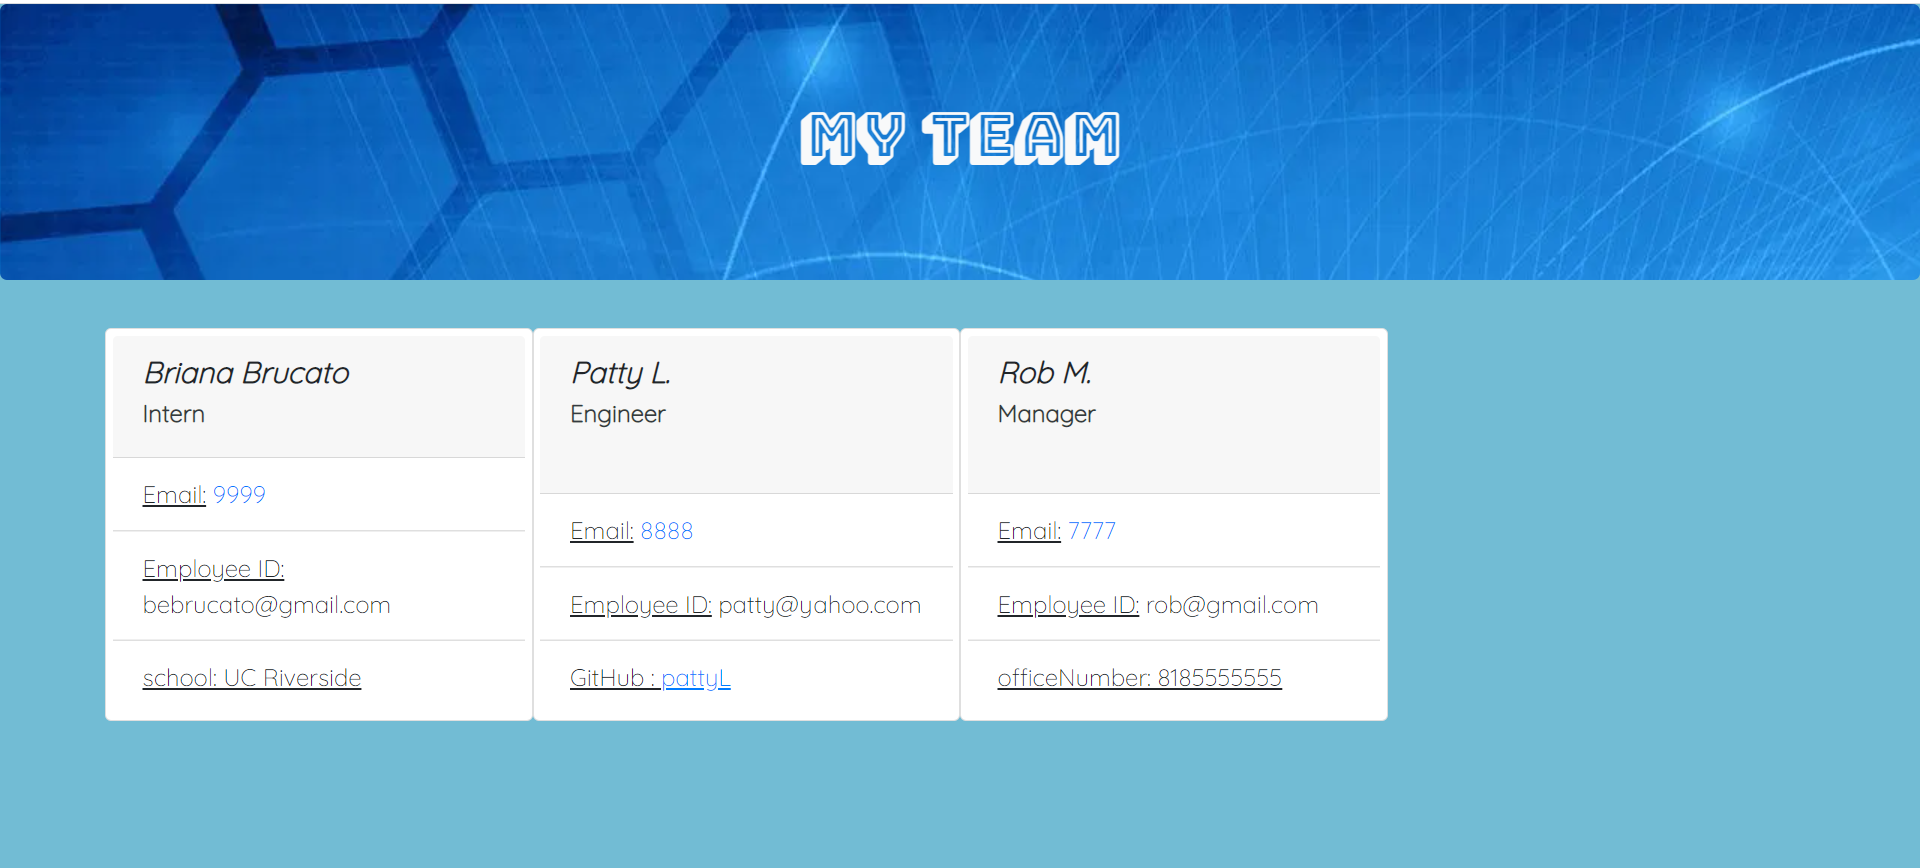 MY TEAM
Briana Brucato
Intern
Email: 9999
Employee ID:
bebrucato@gmail.com
school: UC Riverside
Patty L.
Engineer
Email: 8888
Employee ID: patty@yahoo.com
GitHub : pattyL
Rob M.
Manager
Email: 7777
Employee ID: rob@gmail.com
officeNumber: 8185555555